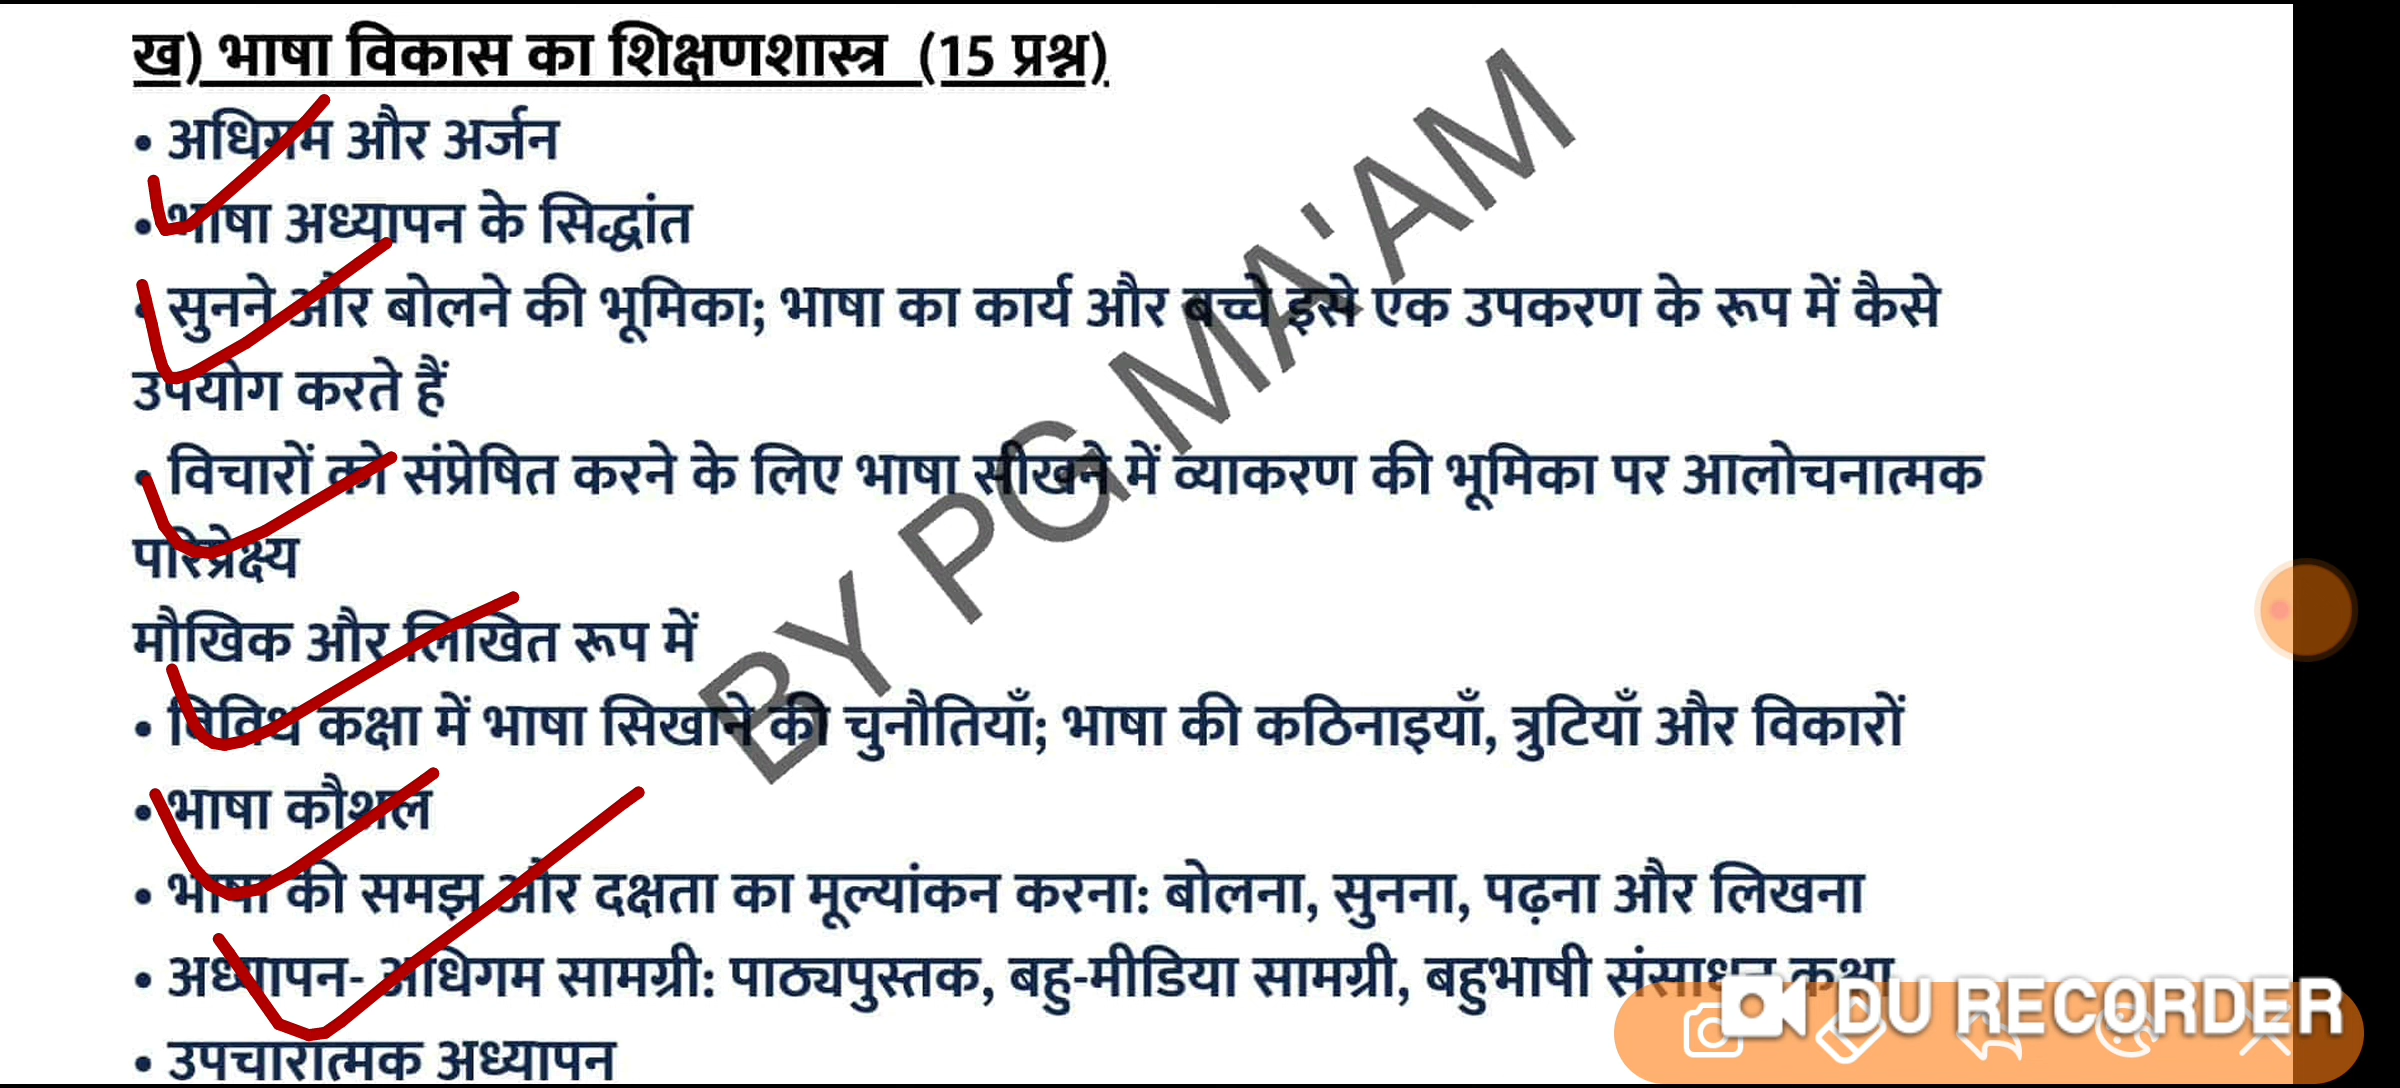 ख) भाषा विकास का शिक्षणशास्त्र (15 प्रश्न)
• अधिगम और अर्जन
• भाषा अध्यापन के सिद्धांत
• सुनने और बोलने की भूमिका; भाषा का कार्य और बच्चे इसे एक उपकरण के रूप में कैसे
उपयोग करते हैं
• विचारों को संप्रेषित करने के लिए भाषा सीखने में व्याकरण की भूमिका पर आलोचनात्मक
परिप्रेक्ष्य
मौखिक और लिखित रूप में
• विविध कक्षा में भाषा सिखाने की चुनौतियाँ; भाषा की कठिनाइयाँ, त्रुटियाँ और विकारों
• भाषा कौशल
• भाषा की समझ और दक्षता का मूल्यांकन करना: बोलना, सुनना, पढ़ना और लिखना
• अध्यापन- अधिगम सामग्री: पाठ्यपुस्तक, बहु-मीडिया सामग्री, बहुभाषी संसाधन कक्षा
• उपचारात्मक अध्यापन
BY PG MA'AM
DU RECORDER